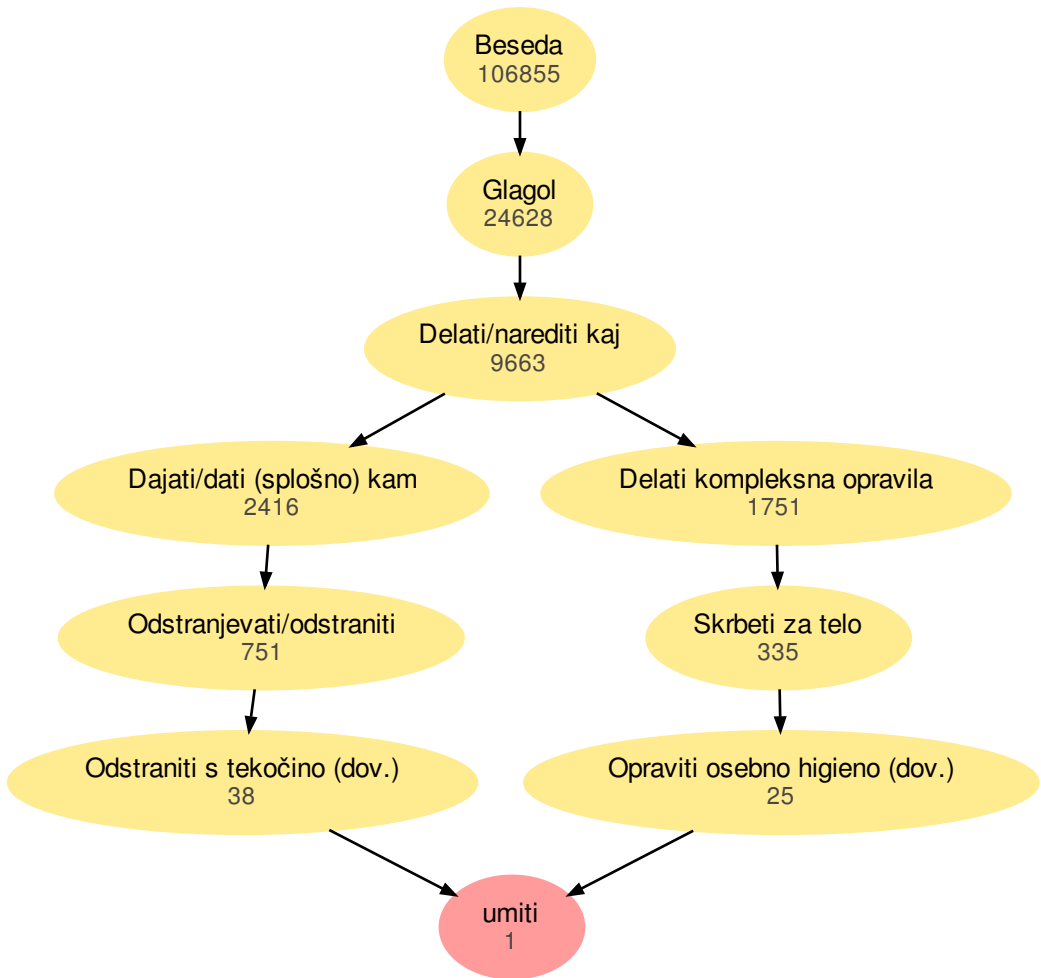 Beseda
106855
Glagol
24628
Delati/narediti kaj
9663
Dajati/dati (splošno) kam
2416
Delati kompleksna opravila
1751
Odstranjevati/odstraniti
751
Skrbeti za telo
335
Odstraniti s tekočino (dov.)
38
Opraviti osebno higieno (dov.)
25
umiti
1